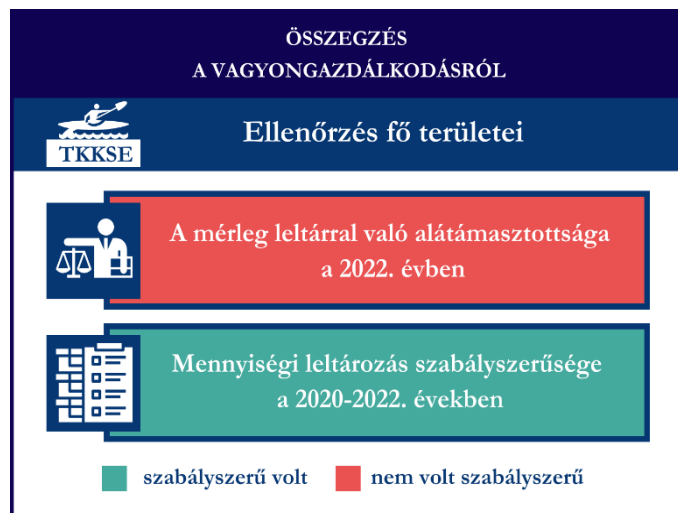 ÖSSZEGZÉS
A VAGYONGAZDÁLKODÁSRÓL
TKKSE
Ellenőrzés fő területei
A mérleg leltárral való alátámasztottsága
a 2022. évben
Mennyiségi leltározás szabályszerűsége
a 2020-2022. években
szabályszerű volt
nem volt szabályszerű